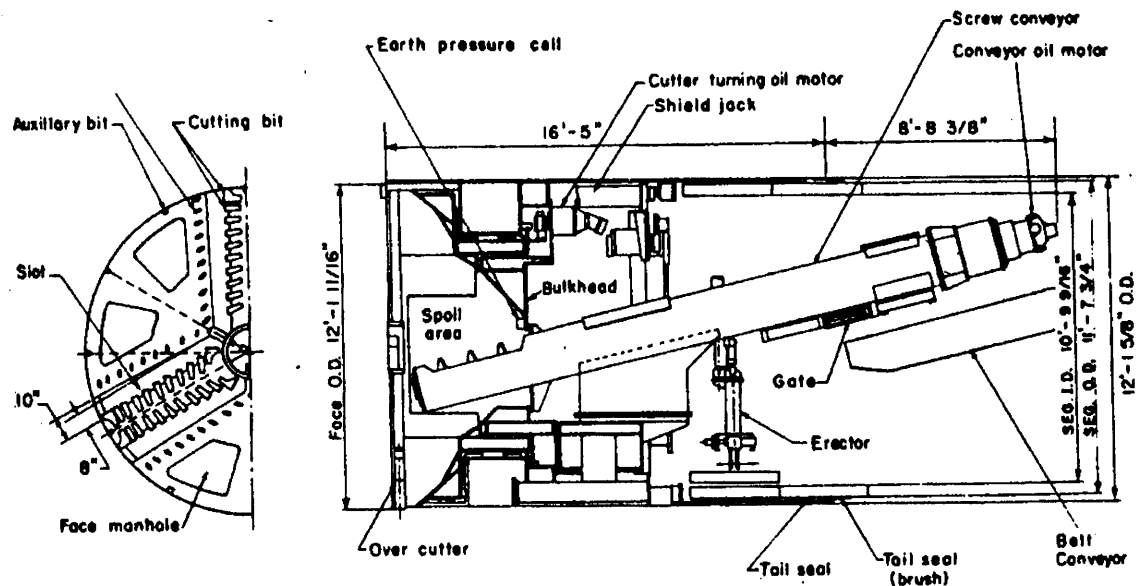 Earth pressure cell
Cutter turning oil motor
Shield jack
Screw conveyor
Conveyor oil motor
16'-5"
8'-8 3/8"
Auxillary bit
Cutting bit
Slot
10"
8"
Face manhole
Face O.D. 12'-1 11/16"
Spoil
area
Bulkhead
Gate
Erector
SEG. I.D. 10'-9 9/16"
SEG. O.D. 11'-7 3/4"
12'-1 5/8" O.D.
Over cutter
Tail seal
Tail seal
(brush)
Belt
Conveyor